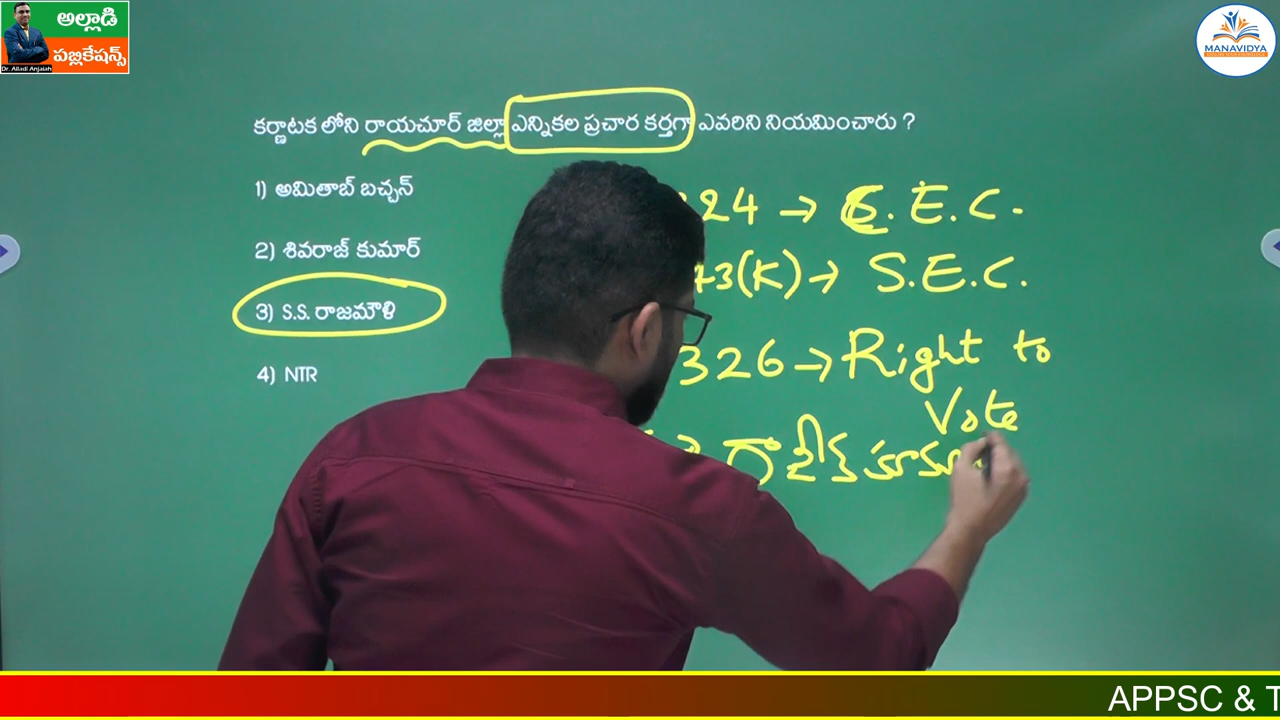 అల్లాడి
పబ్లికేషన్స్
Dr. Alladi Anjaiah
MANAVIDYA
కర్ణాటక లోని రాయచూర్ జిల్లా ఎన్నికల ప్రచార కర్తగా ఎవరిని నియమించారు ?
1) అమితాబ్ బచ్చన్
2) శివరాజ్ కుమార్
3) S.S. రాజమౌళి
4) NTR
24 → C.E.C.
43(K) → S.E.C.
326 → Right to
Vote
APPSC & T